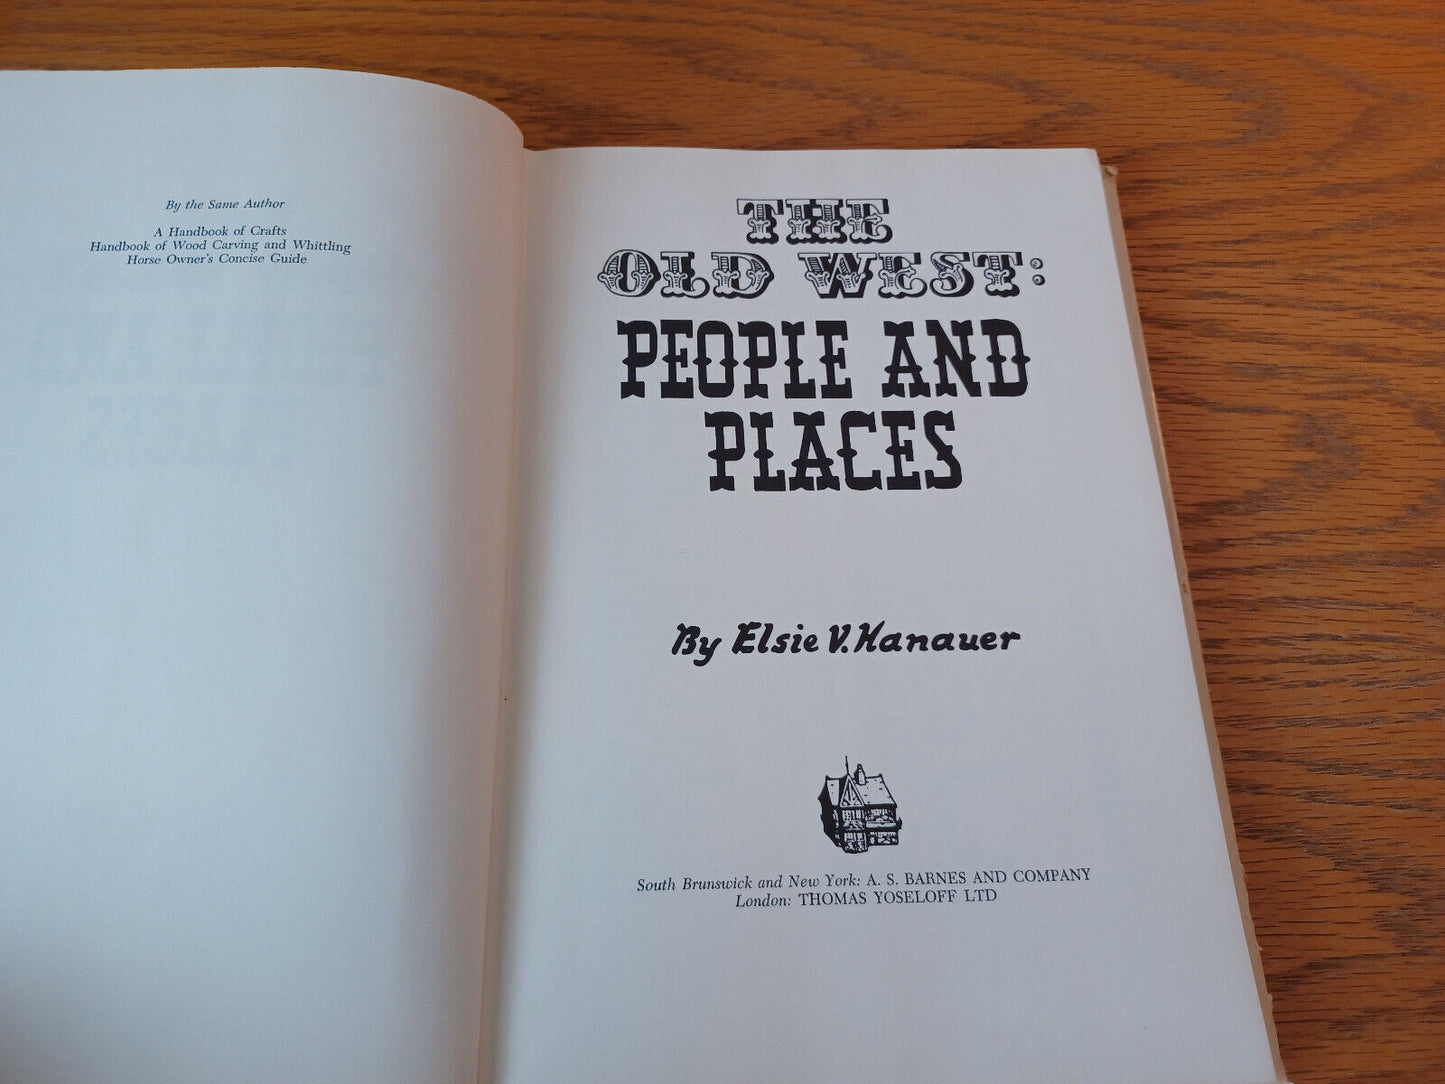 By the Same Author
A Handbook of Crafts
Handbook of Wood Carving and Whittling
Horse Owner's Concise Guide
THE
OLD WEST:
PEOPLE AND
PLACES
By Elsie V. Hanauer
South Brunswick and New York: A. S. BARNES AND COMPANY
London: THOMAS YOSELOFF LTD